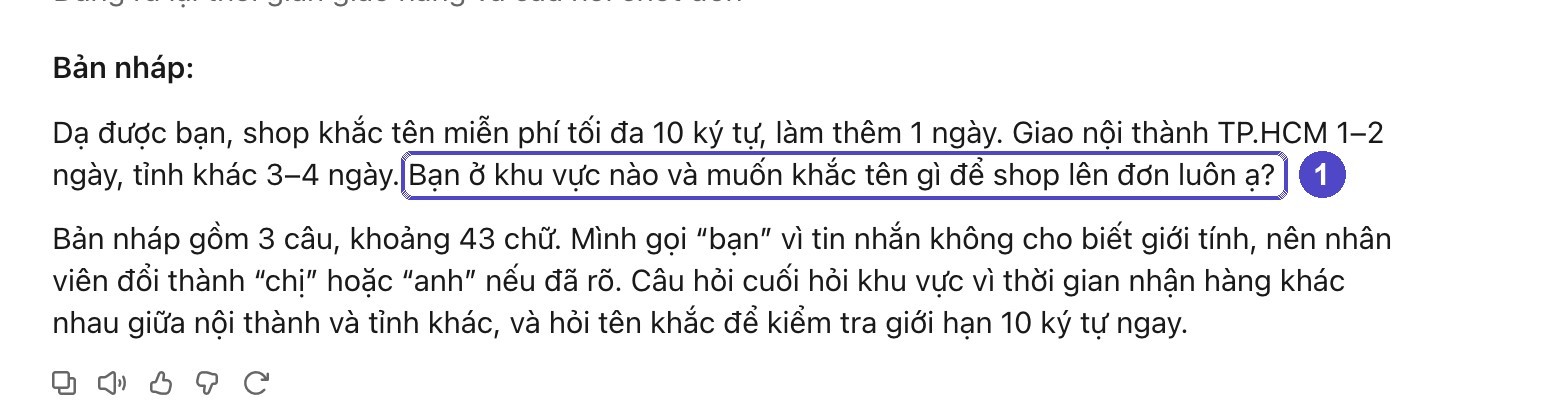 Bản nháp:
Dạ được bạn, shop khắc tên miễn phí tối đa 10 ký tự, làm thêm 1 ngày. Giao nội thành TP.HCM 1–2
ngày, tỉnh khác 3–4 ngày. Bạn ở khu vực nào và muốn khắc tên gì để shop lên đơn luôn ạ? 1
Bản nháp gồm 3 câu, khoảng 43 chữ. Mình gọi “bạn” vì tin nhắn không cho biết giới tính, nên nhân
viên đổi thành “chị” hoặc “anh” nếu đã rõ. Câu hỏi cuối hỏi khu vực vì thời gian nhận hàng khác
nhau giữa nội thành và tỉnh khác, và hỏi tên khắc để kiểm tra giới hạn 10 ký tự ngay.